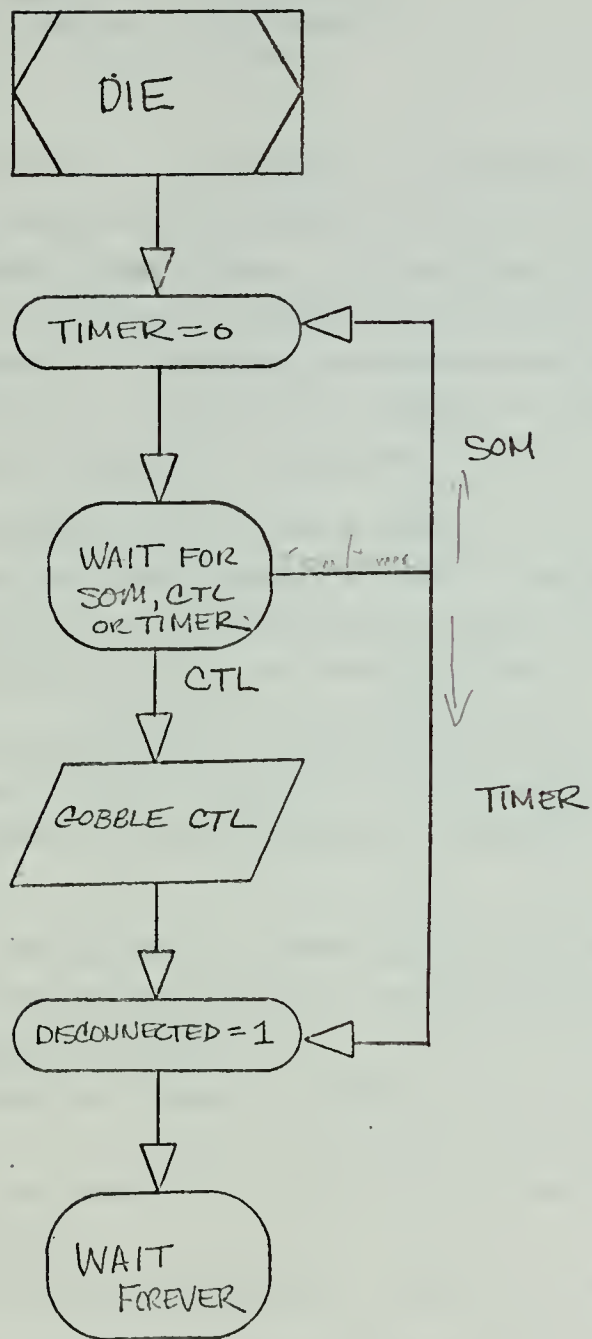 DIE
TIMER = 0
SOM
WAIT FOR
SOM, CTL
OR TIMER.
CTL
TIMER
GOBBLE CTL
DISCONNECTED = 1
WAIT
FOREVER